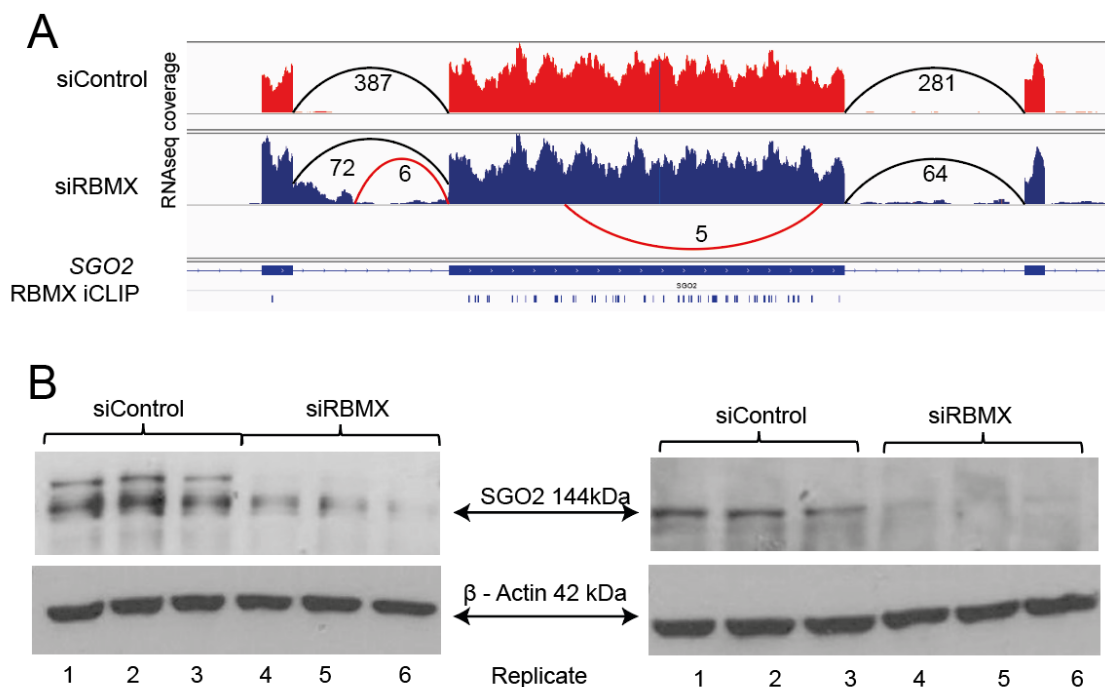 A
siControl
RNAseq coverage
387
281
siRBMX
72
6
64
5
SGO2
SGO2
RBMX iCLIP
B
siControl
siRBMX
siControl
siRBMX
SGO2 144kDa
β - Actin 42 kDa
1 2 3 4 5 6
Replicate
1 2 3 4 5 6